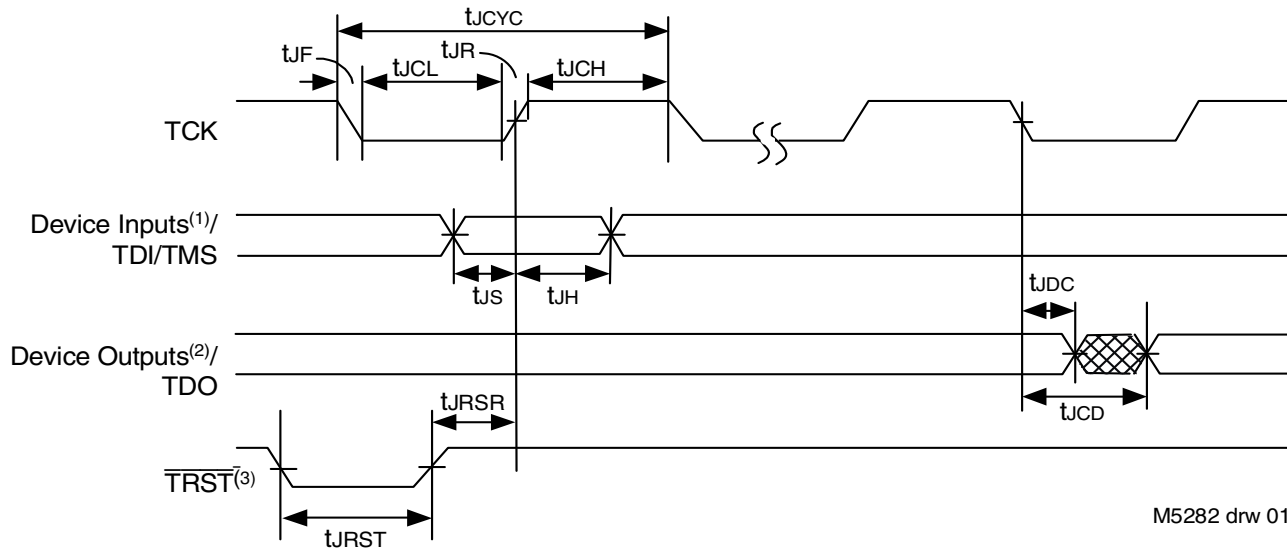 tJCYC
tJF
tJR
tJCL
tJCH
TCK
Device Inputs(1)/
TDI/TMS
tJS
tJH
tJDC
Device Outputs(2)/
TDO
tJRSR
tJCD
TRST(3)
tJRST
M5282 drw 01